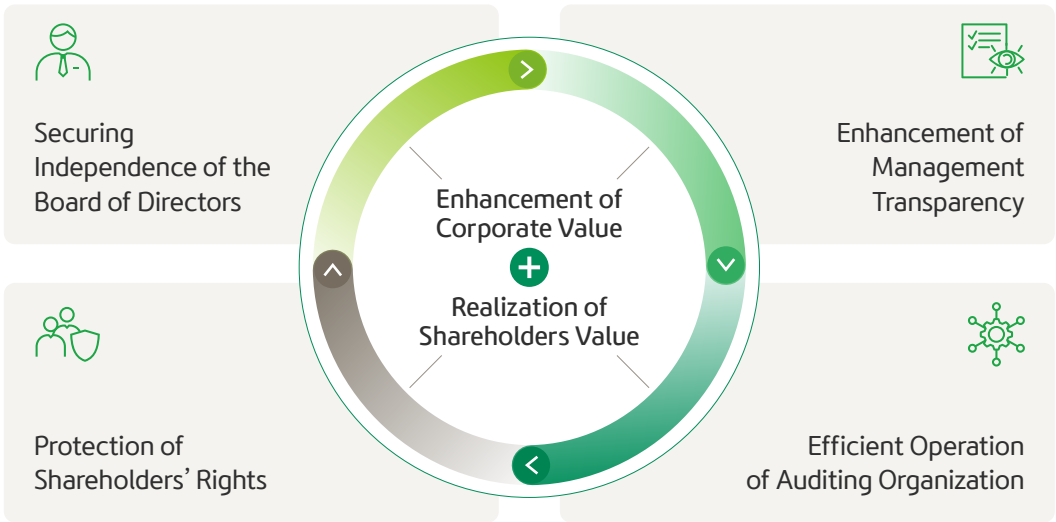 Securing
Independence of the
Board of Directors
Enhancement of
Management
Transparency
Enhancement of
Corporate Value
+
Realization of
Shareholders Value
Protection of
Shareholders’ Rights
Efficient Operation
of Auditing Organization